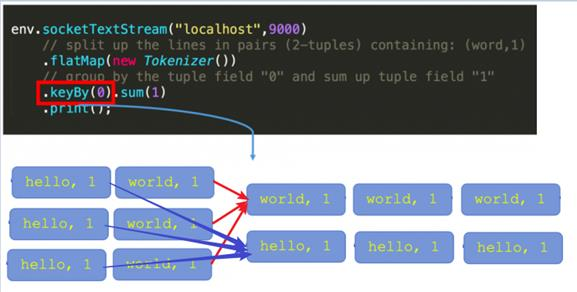 env.socketTextStream("localhost",9000)
// split up the lines in pairs (2-tuples) containing: (word,1)
.flatMap(new Tokenizer())
// group by the tuple field "0" and sum up tuple field "1"
.keyBy(0).sum(1)
.print();
hello, 1 world, 1
world, 1 world, 1 world, 1
hello, 1 world, 1
hello, 1 hello, 1 hello, 1
hello, 1 world, 1